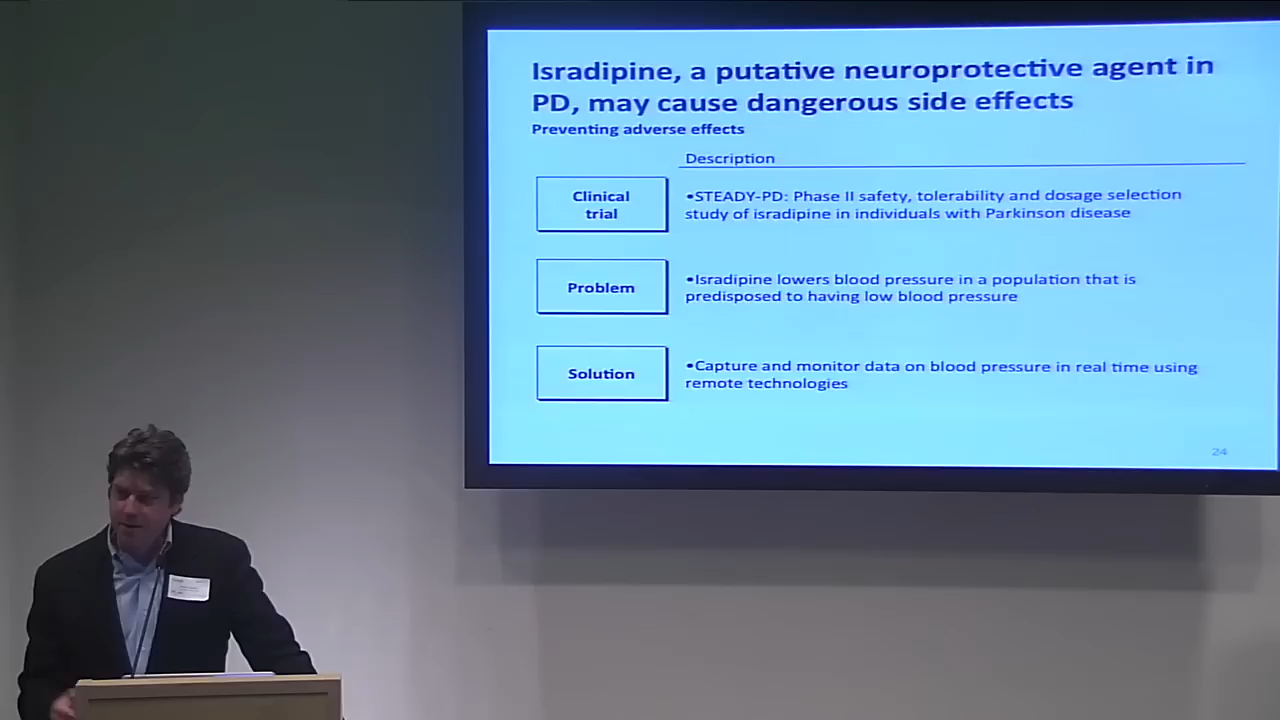 Isradipine, a putative neuroprotective agent in
PD, may cause dangerous side effects
Preventing adverse effects
Description
Clinical
trial
•STEADY-PD: Phase II safety, tolerability and dosage selection
study of isradipine in individuals with Parkinson disease
Problem
•Isradipine lowers blood pressure in a population that is
predisposed to having low blood pressure
Solution
•Capture and monitor data on blood pressure in real time using
remote technologies
24